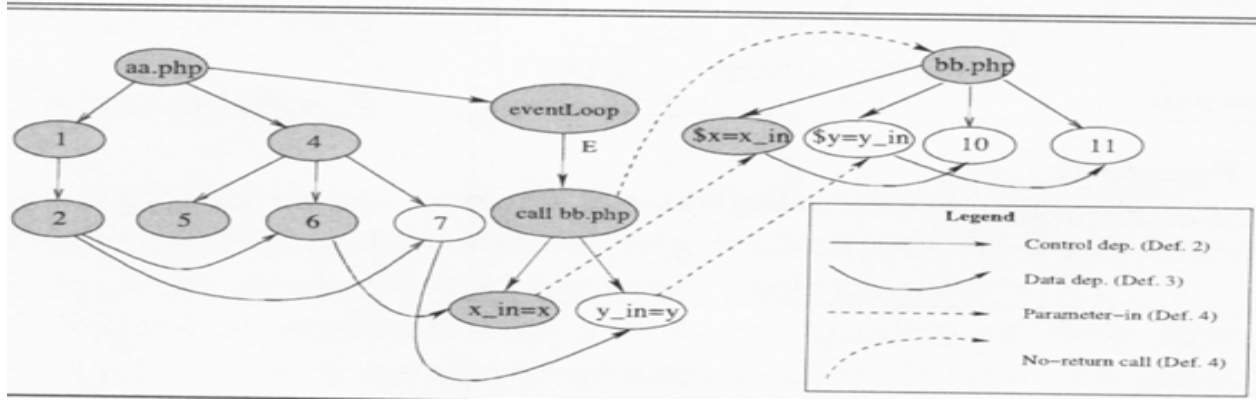 aa.php
bb.php
eventLoop
1
4
$x=x_in
$y=y_in
10
11
E
2
5
6
7
call bb.php
x_in=x
y_in=y
Legend
Control dep. (Def. 2)
Data dep. (Def. 3)
Parameter-in (Def. 4)
No-return call (Def. 4)